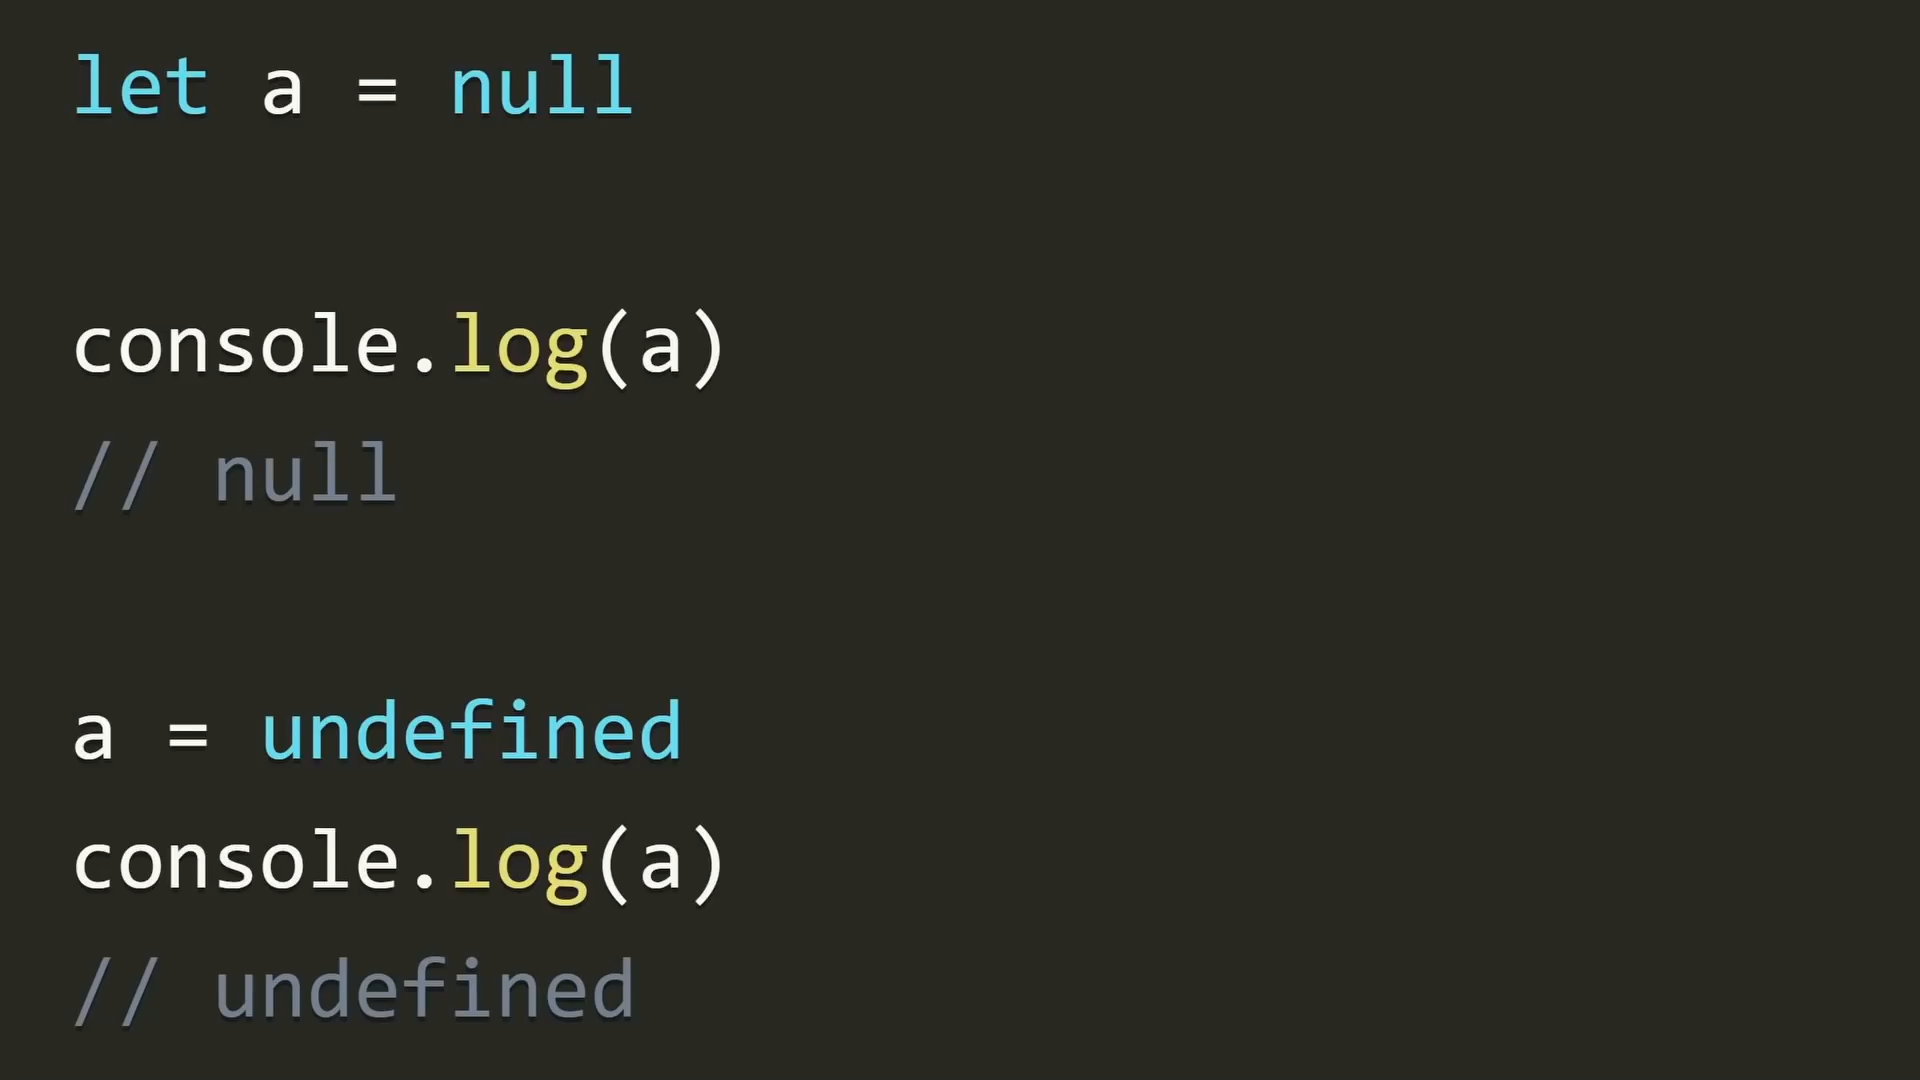 let a = null
console.log(a)
// null
a = undefined
console.log(a)
// undefined